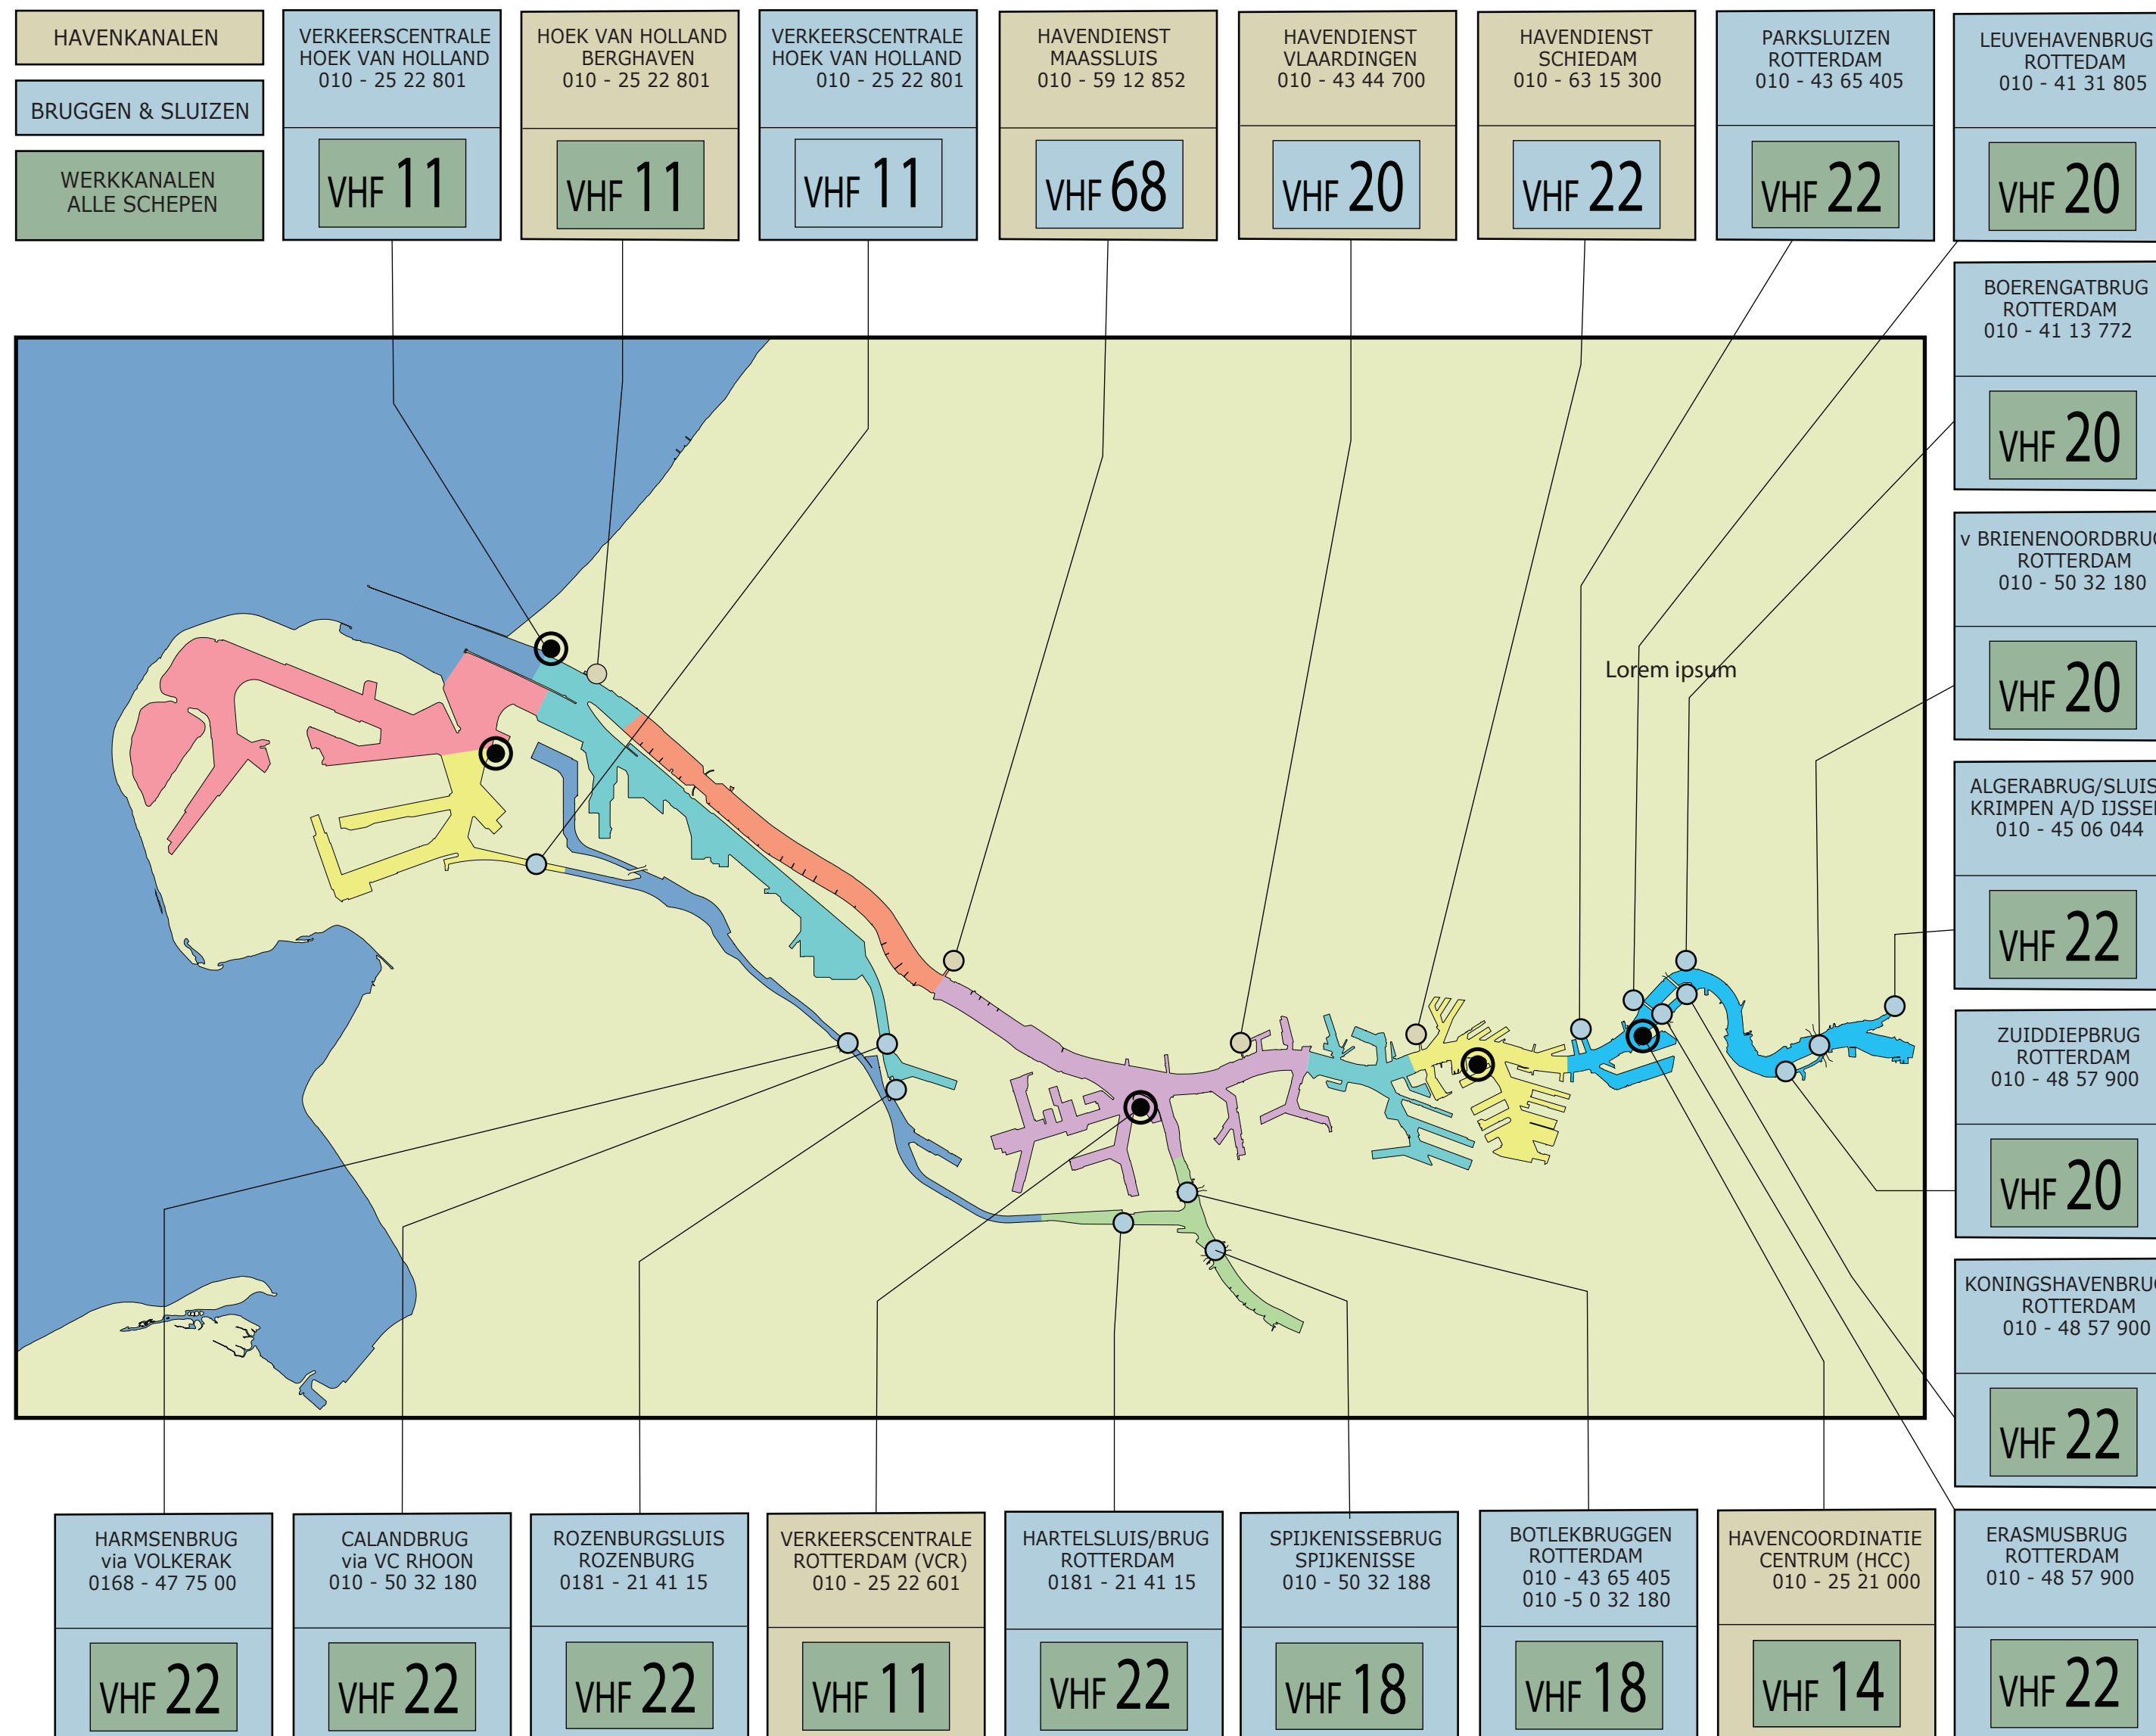 HAVENKANALEN
BRUGGEN & SLUIZEN
WERKKANALEN
ALLE SCHEPEN
VERKEERSCENTRALE
HOEK VAN HOLLAND
010 - 25 22 801
VHF 11
HOEK VAN HOLLAND
BERGHAVEN
010 - 25 22 801
VHF 11
VERKEERSCENTRALE
HOEK VAN HOLLAND
010 - 25 22 801
VHF 11
HAVENDIENST
MAASSLUIS
010 - 59 12 852
VHF 68
HAVENDIENST
VLAARDINGEN
010 - 43 44 700
VHF 20
HAVENDIENST
SCHIEDAM
010 - 63 15 300
VHF 22
PARKSLUIZEN
ROTTERDAM
010 - 43 65 405
VHF 22
LEUVEHAVENBRUG
ROTTEDAM
010 - 41 31 805
VHF 20
BOERENGATBRUG
ROTTERDAM
010 - 41 13 772
VHF 20
v BRIENENOORDBRU
ROTTERDAM
010 - 50 32 180
VHF 20
Lorem ipsum
ALGERABRUG/SLUIS
KRIMPEN A/D IJSSE
010 - 45 06 044
VHF 22
ZUIDDIEPBRUG
ROTTERDAM
010 - 48 57 900
VHF 20
KONINGSHAVENBRU
ROTTERDAM
010 - 48 57 900
VHF 22
HARMSENBRUG
via VOLKERAK
0168 - 47 75 00
VHF 22
CALANDBRUG
via VC RHOON
010 - 50 32 180
VHF 22
ROZENBURGSLUIS
ROZENBURG
0181 - 21 41 15
VHF 22
VERKEERSCENTRALE
ROTTERDAM (VCR)
010 - 25 22 601
VHF 11
HARTELSLUIS/BRUG
ROTTERDAM
0181 - 21 41 15
VHF 22
SPIJKENISSEBRUG
SPIJKENISSE
010 - 50 32 188
VHF 18
BOTLEKBRUGGEN
ROTTERDAM
010 - 43 65 405
010 -5 0 32 180
VHF 18
HAVENCOORDINATIE
CENTRUM (HCC)
010 - 25 21 000
VHF 14
ERASMUSBRUG
ROTTERDAM
010 - 48 57 900
VHF 22